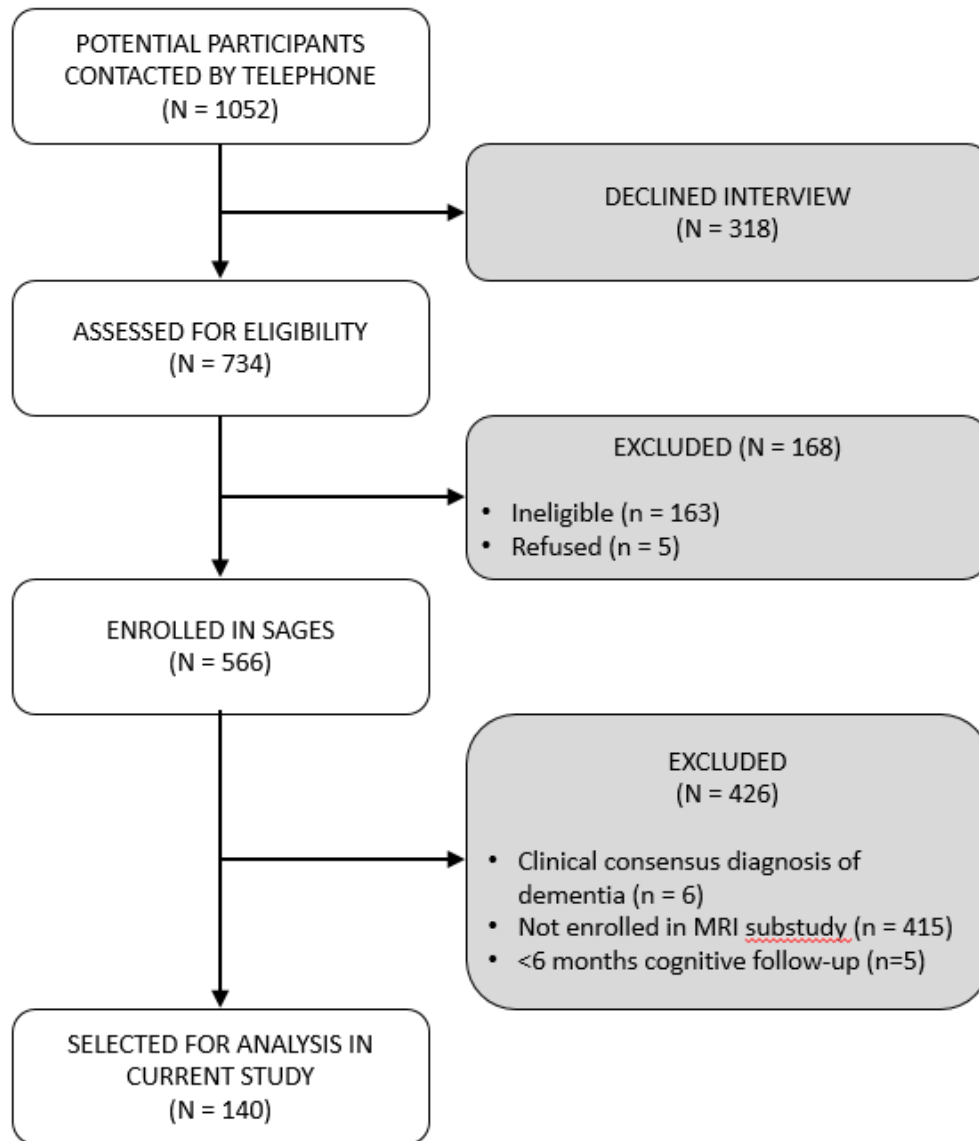 POTENTIAL PARTICIPANTS
CONTACTED BY TELEPHONE
(N = 1052)
DECLINED INTERVIEW
(N = 318)
ASSESSED FOR ELIGIBILITY
(N = 734)
EXCLUDED (N = 168)
• Ineligible (n = 163)
• Refused (n = 5)
ENROLLED IN SAGES
(N = 566)
EXCLUDED
(N = 426)
• Clinical consensus diagnosis of
dementia (n = 6)
• Not enrolled in MRI substudy (n = 415)
• <6 months cognitive follow-up (n=5)
SELECTED FOR ANALYSIS IN
CURRENT STUDY
(N = 140)